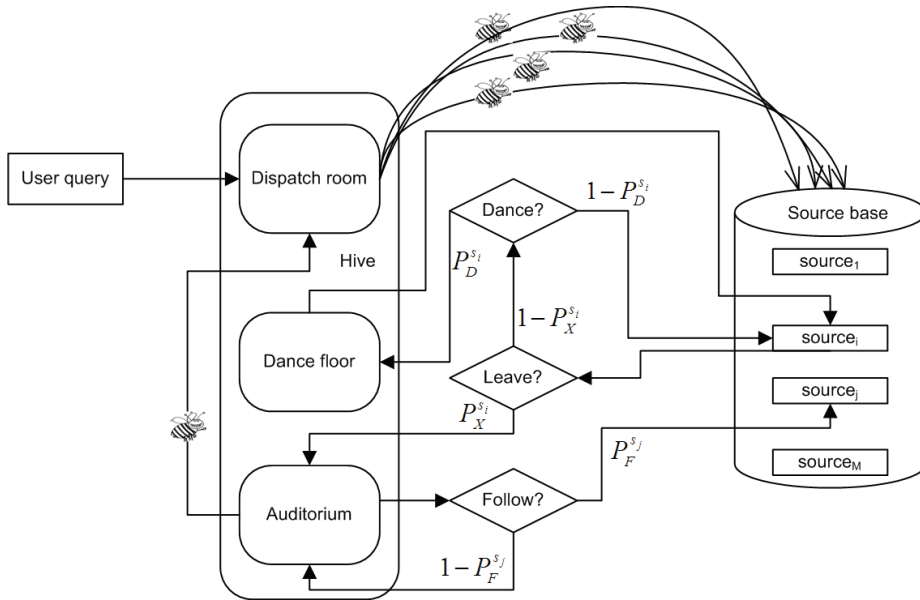 User query
Dispatch room
Hive
Dance floor
Auditorium
Dance?
$1-P_D^{s_i}$
$P_D^{s_i}$
$1-P_X^{s_i}$
Leave?
$P_X^{s_i}$
Follow?
$P_F^{s_j}$
$1-P_F^{s_j}$
Source base
source₁
sourceᵢ
sourceⱼ
source_M